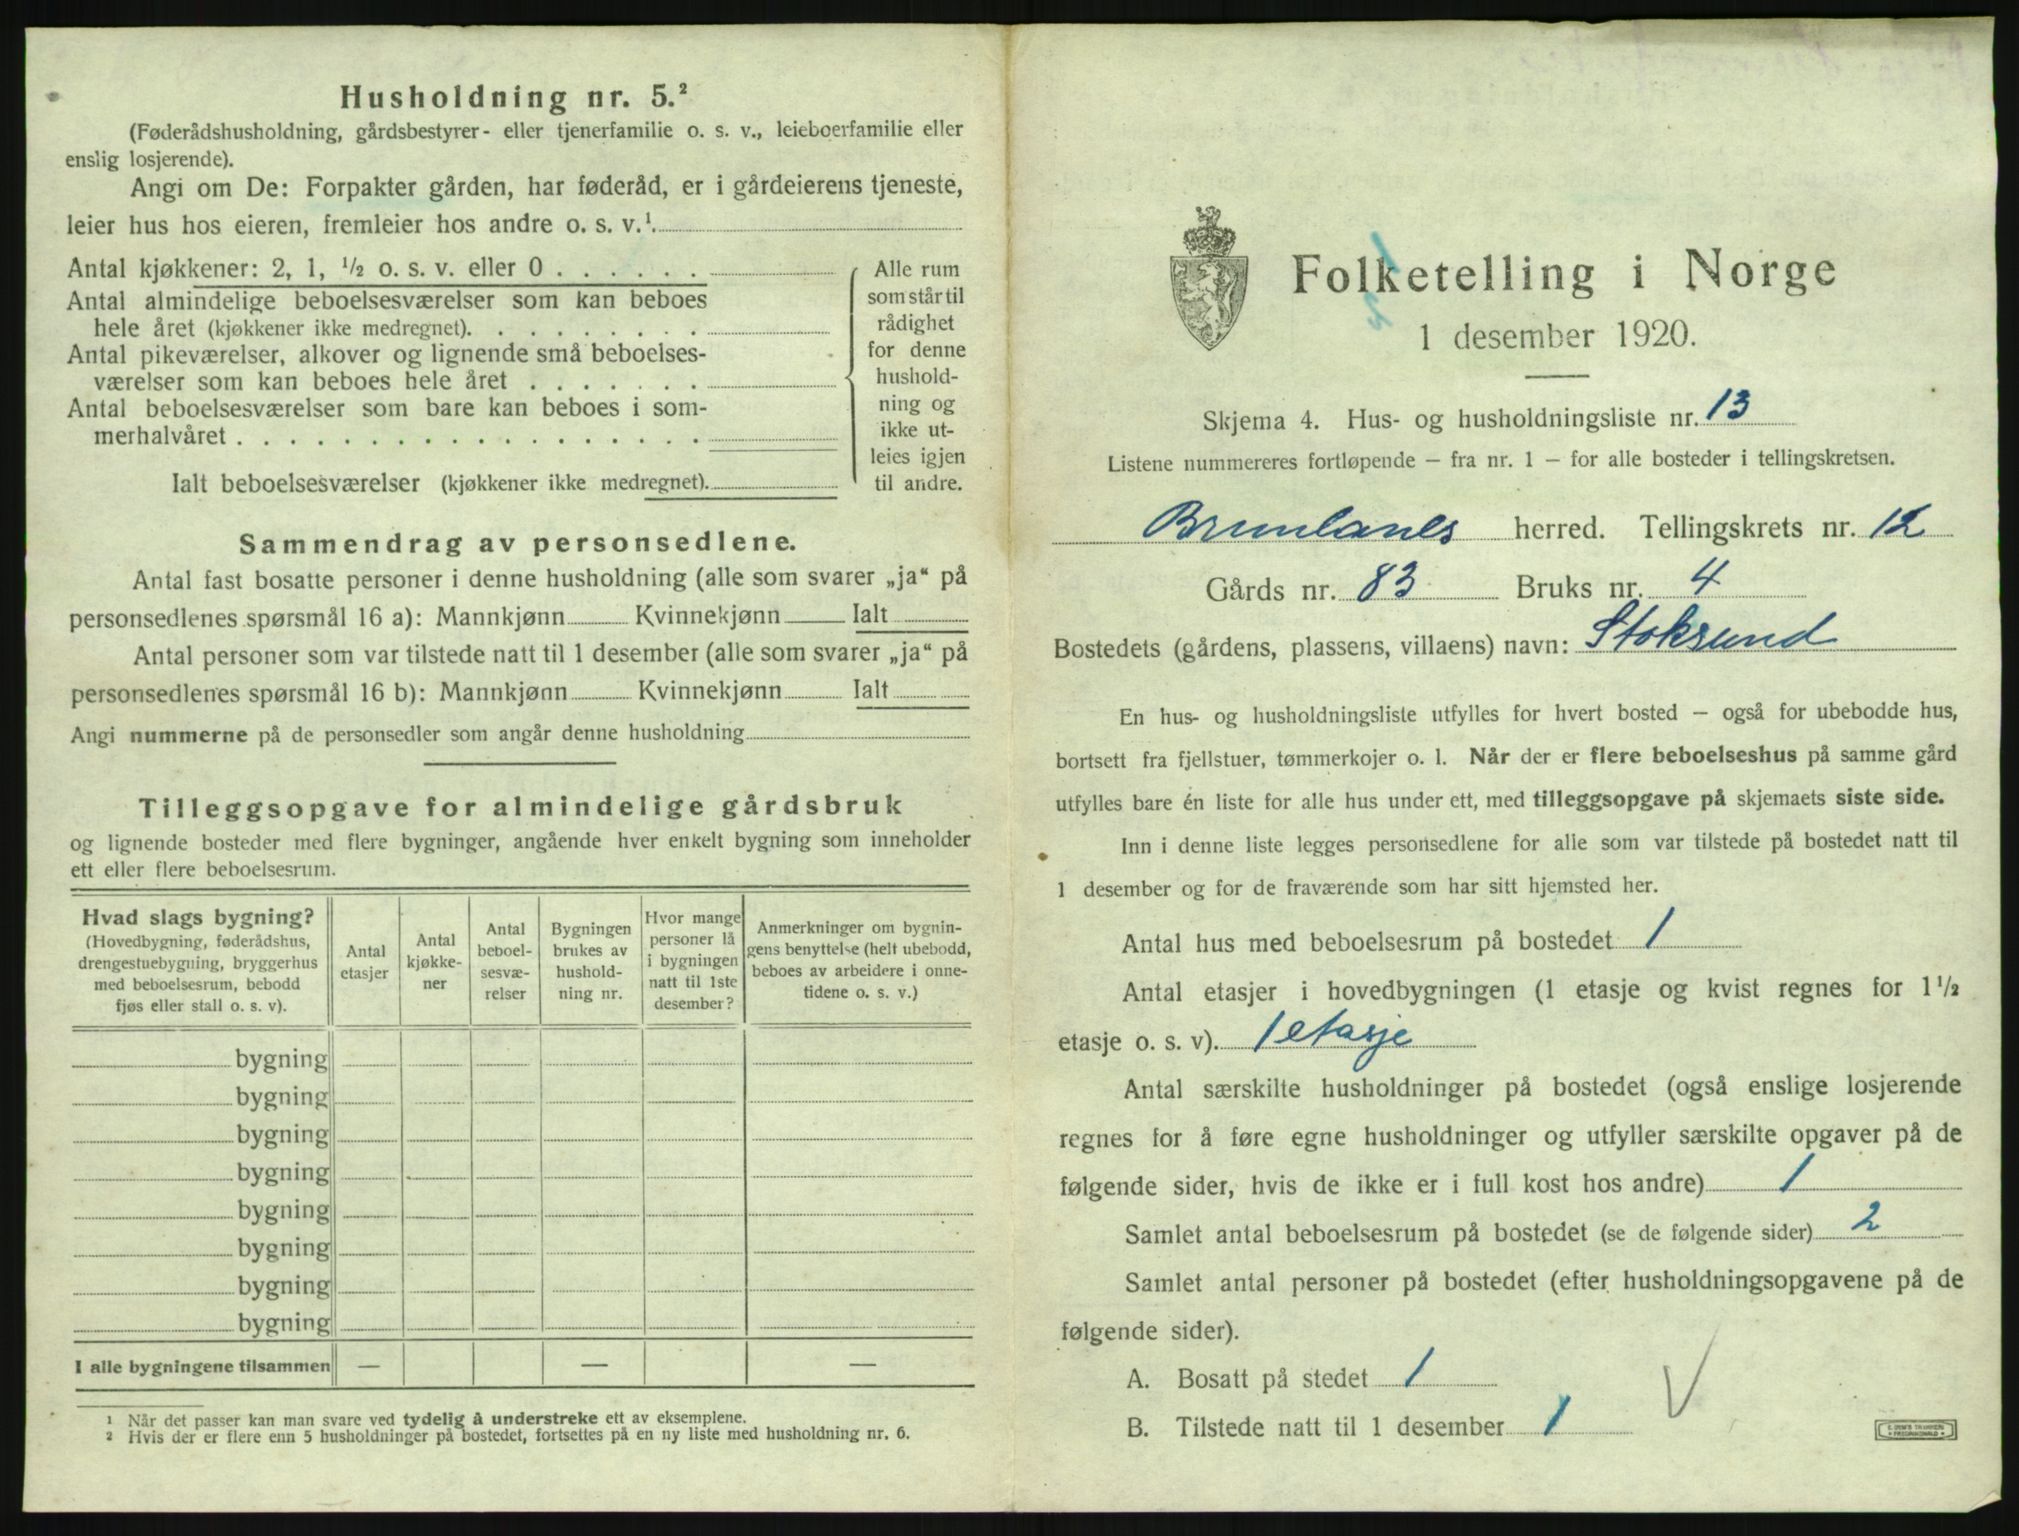 Husholdning nr. 5.²
(Føderådshusholdning, gårdsbestyrer- eller tjenerfamilie o. s. v., leieboerfamilie eller
enslig losjerende).
Angi om De: Forpakter gården, har føderåd, er i gårdeierens tjeneste,
leier hus hos eieren, fremleier hos andre o. s. v.¹
Antal kjøkkener: 2, 1, ½ o. s. v. eller 0 . . . . . .
Antal almindelige beboelsesværelser som kan beboes
hele året (kjøkkener ikke medregnet). . . . . . . . .
Antal pikeværelser, alkover og lignende små beboelses-
værelser som kan beboes hele året . . . . . . .
Antal beboelsesværelser som bare kan beboes i som-
merhalvåret . . . . . . . . . . . . . . . . . .
Ialt beboelsesværelser (kjøkkener ikke medregnet).
Alle rum
som står til
rådighet
for denne
hushold-
ning og
ikke ut-
leies igjen
til andre.
Sammendrag av personsedlene.
Antal fast bosatte personer i denne husholdning (alle som svarer „ja“ på
personsedlenes spørsmål 16 a): Mannkjønn Kvinnekjønn Ialt
Antal personer som var tilstede natt til 1 desember (alle som svarer „ja“ på
personsedlenes spørsmål 16 b): Mannkjønn Kvinnekjønn Ialt
Angi nummerne på de personsedler som angår denne husholdning
Tilleggsopgave for almindelige gårdsbruk
og lignende bosteder med flere bygninger, angående hver enkelt bygning som inneholder
ett eller flere beboelsesrum.
Hvad slags bygning?
(Hovedbygning, føderådshus,
drengestuebygning, bryggerhus
med beboelsesrum, bebodd
fjøs eller stall o. s. v).
Antal
etasjer
Antal
kjøkke-
ner
Antal
beboel-
sesvæ-
relser
Bygningen
brukes av
hushold-
ning nr.
Hvor mange
personer lå
i bygningen
natt til 1ste
desember?
Anmerkninger om bygnin-
gens benyttelse (helt ubebodd,
beboes av arbeidere i onne-
tidene o. s. v.)
bygning
bygning
bygning
bygning
bygning
bygning
bygning
bygning
I alle bygningene tilsammen — — —
¹ Når det passer kan man svare ved tydelig å understreke ett av eksemplene.
² Hvis der er flere enn 5 husholdninger på bostedet, fortsettes på en ny liste med husholdning nr. 6.
Folketelling i Norge
1 desember 1920.
Skjema 4. Hus- og husholdningsliste nr. 13
Listene nummereres fortløpende – fra nr. 1 – for alle bosteder i tellingskretsen.
Brunlanes herred. Tellingskrets nr. 12
Gårds nr. 83 Bruks nr. 4
Bostedets (gårdens, plassens, villaens) navn: Stoksund
En hus- og husholdningsliste utfylles for hvert bosted – også for ubebodde hus,
bortsett fra fjellstuer, tømmerkojer o. l. Når der er flere beboelseshus på samme gård
utfylles bare én liste for alle hus under ett, med tilleggsopgave på skjemaets siste side.
Inn i denne liste legges personsedlene for alle som var tilstede på bostedet natt til
1 desember og for de fraværende som har sitt hjemsted her.
Antal hus med beboelsesrum på bostedet 1
Antal etasjer i hovedbygningen (1 etasje og kvist regnes for 1½
etasje o. s. v). 1 etasje
Antal særskilte husholdninger på bostedet (også enslige losjerende
regnes for å føre egne husholdninger og utfyller særskilte opgaver på de
følgende sider, hvis de ikke er i full kost hos andre) 1
Samlet antal beboelsesrum på bostedet (se de følgende sider) 2
Samlet antal personer på bostedet (efter husholdningsopgavene på de
følgende sider).
A. Bosatt på stedet 1
B. Tilstede natt til 1 desember 1